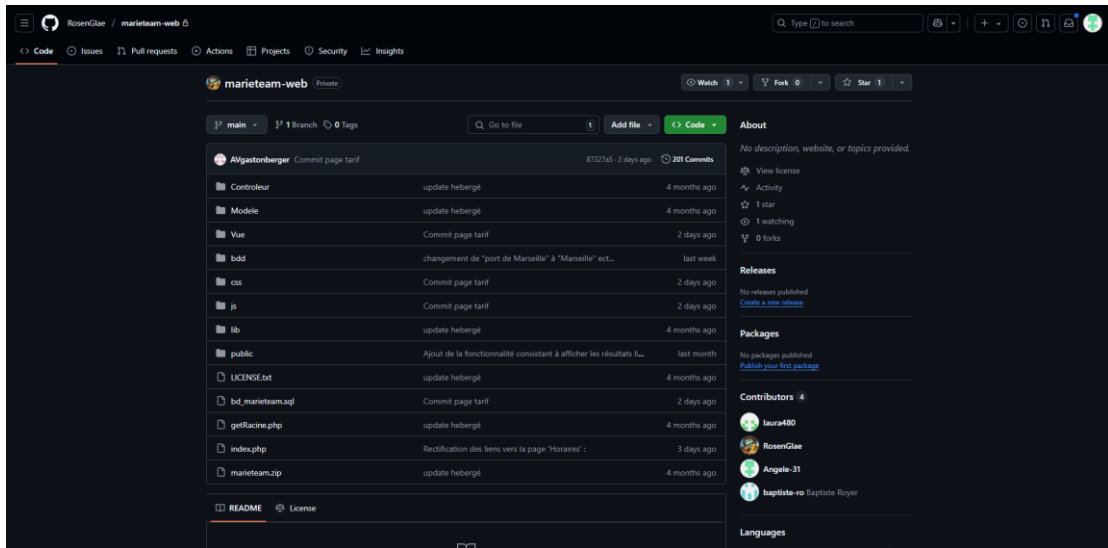 RosenGlae / marieteam-web
Type / to search
Code Issues Pull requests Actions Projects Security Insights
marieteam-web Private
Watch 1 Fork 0 Star 1
main 1 Branch 0 Tags Go to file t Add file Code
About
No description, website, or topics provided.
AVgastonberger Commit page tarif 87327a5 · 2 days ago 201 Commits
View license
Controleur update hebergé 4 months ago
Activity
Modele update hebergé 4 months ago
1 star
1 watching
Vue Commit page tarif 2 days ago
0 forks
bdd changement de "port de Marseille" à "Marseille" ect... last week
Releases
css Commit page tarif 2 days ago
No releases published
js Commit page tarif 2 days ago
Create a new release
lib update hebergé 4 months ago
Packages
public Ajout de la fonctionnalité consistant à afficher les résultats li... last month
No packages published
Publish your first package
LICENSE.txt update hebergé 4 months ago
Contributors 4
bd_marieteam.sql Commit page tarif 2 days ago
laura480
getRacine.php update hebergé 4 months ago
RosenGlae
index.php Rectification des liens vers la page 'Horaires' : 3 days ago
Angele-31
marieteam.zip update hebergé 4 months ago
baptiste-ro Baptiste Royer
README License
Languages